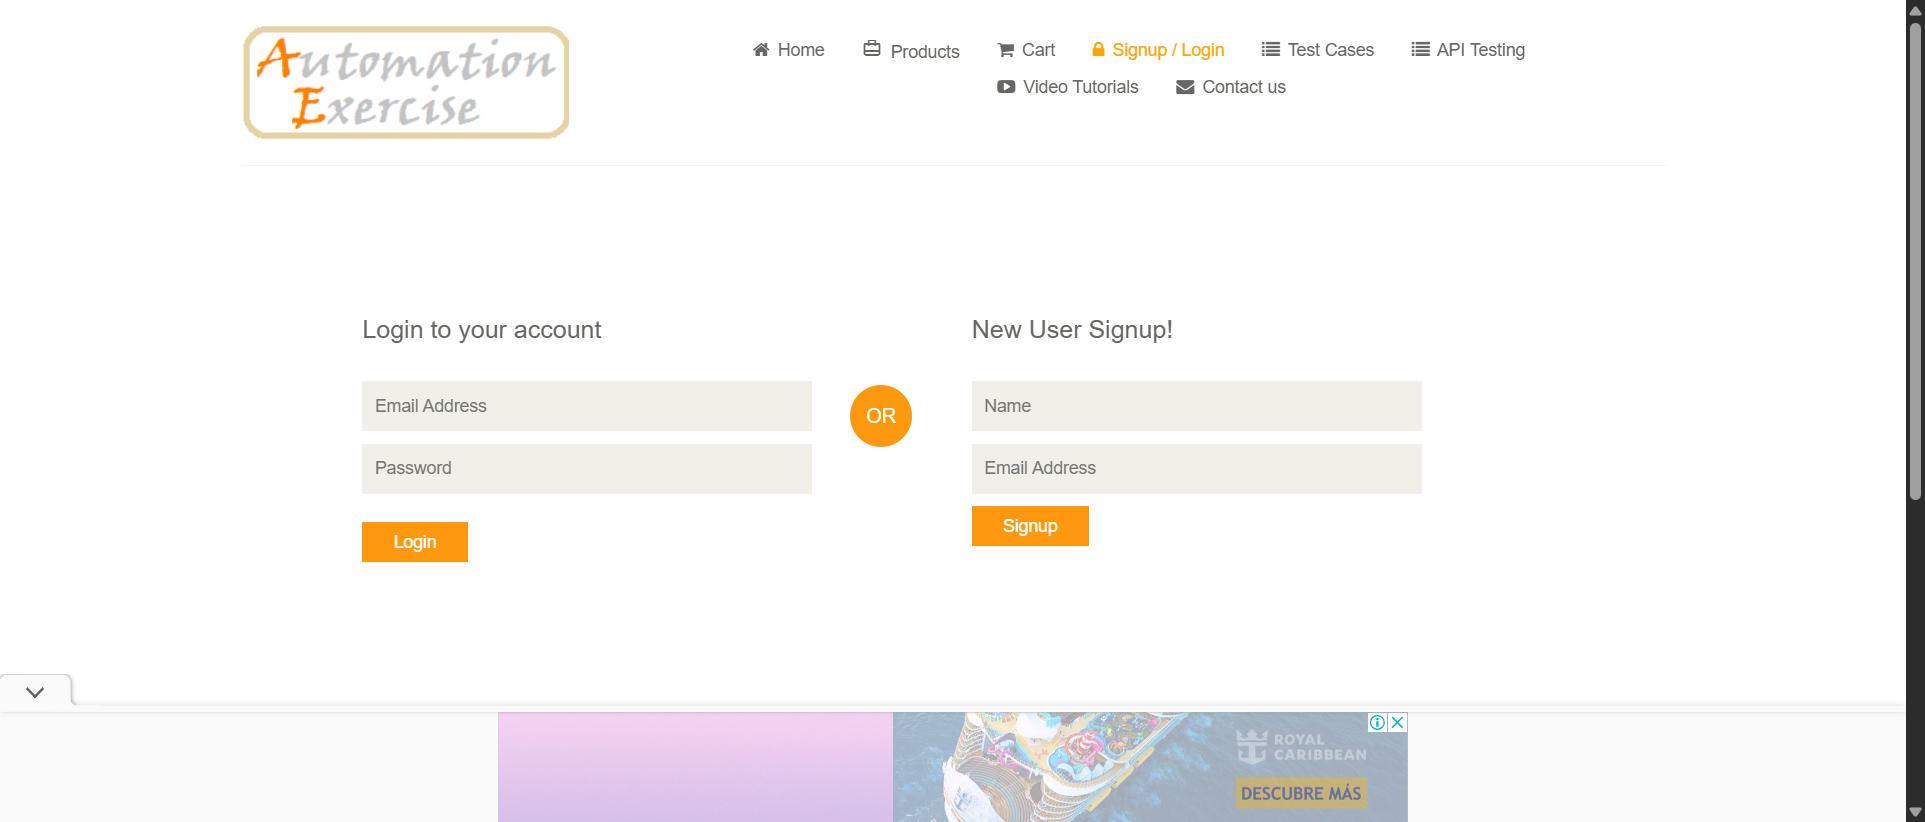 Automation
Exercise
Home
Products
Cart
Signup / Login
Test Cases
API Testing
Video Tutorials
Contact us
Login to your account
Email Address
Password
Login
OR
New User Signup!
Name
Email Address
Signup
ROYAL
CARIBBEAN
DESCUBRE MÁS